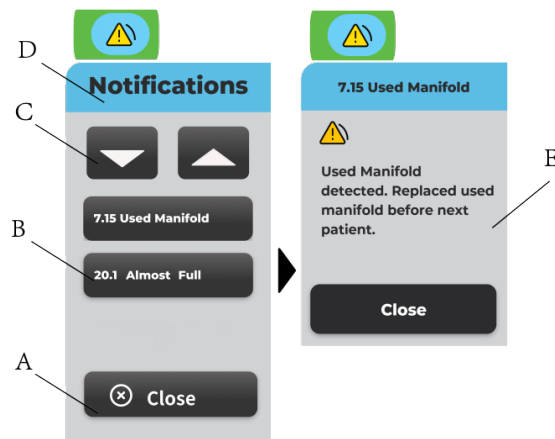 D
Notifications
C
7.15 Used Manifold
B
20.1 Almost Full
A
Close
7.15 Used Manifold
E
Used Manifold
detected. Replaced used
manifold before next
patient.
Close